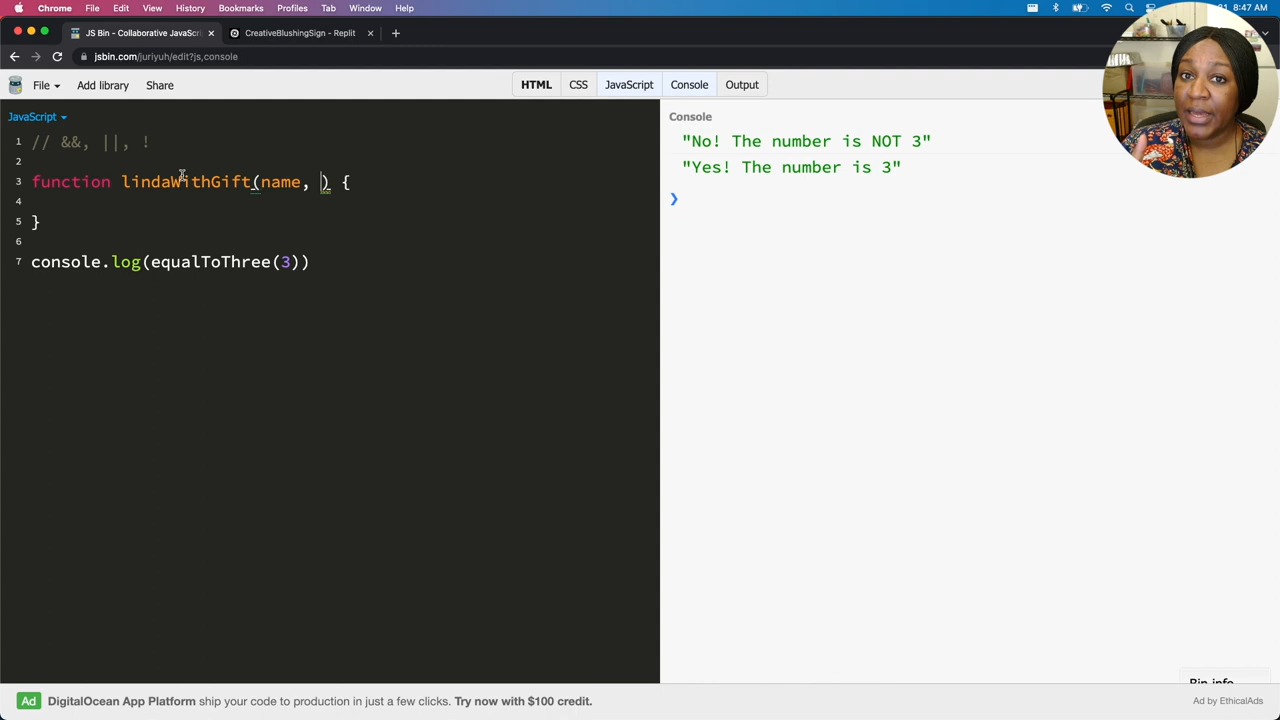 Chrome File Edit View History Bookmarks Profiles Tab Window Help
8:47 AM
JS Bin - Collaborative JavaScri
CreativeBlushingSign - Replit
jsbin.com/juriyuh/edit?js,console
File Add library Share
HTML CSS JavaScript Console Output
JavaScript
1 // &&, ||, !
2
3 function lindaWithGift(name, ) {
4
5 }
6
7 console.log(equalToThree(3))
Console
"No! The number is NOT 3"
"Yes! The number is 3"
Bin info
Ad DigitalOcean App Platform ship your code to production in just a few clicks. Try now with $100 credit.
Ad by EthicalAds